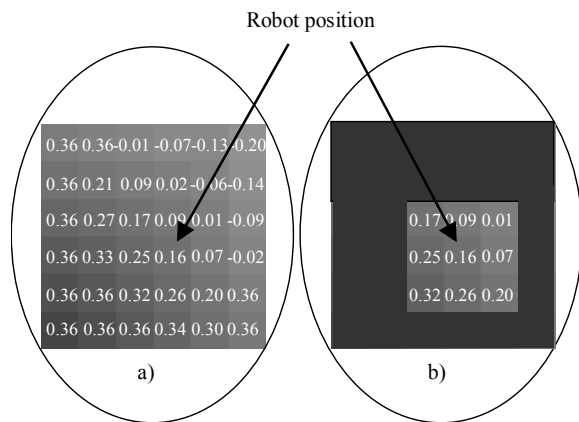 Robot position
0.36 0.36 -0.01 -0.07 -0.13 -0.20
0.36 0.21 0.09 0.02 -0.06 -0.14
0.36 0.27 0.17 0.09 0.01 -0.09
0.36 0.33 0.25 0.16 0.07 -0.02
0.36 0.36 0.32 0.26 0.20 0.36
0.36 0.36 0.36 0.34 0.30 0.36
a)
0.17 0.09 0.01
0.25 0.16 0.07
0.32 0.26 0.20
b)